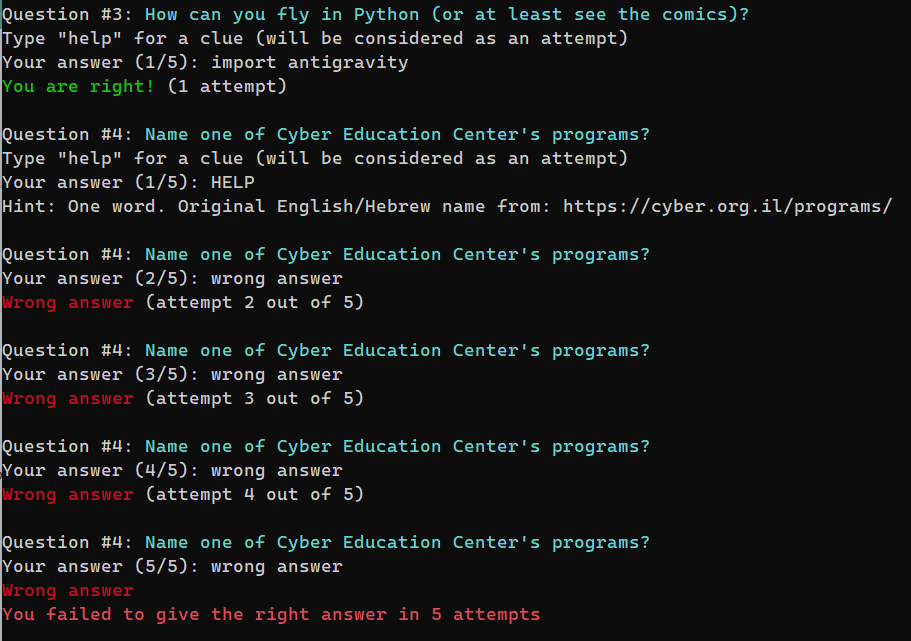 Question #3: How can you fly in Python (or at least see the comics)?
Type "help" for a clue (will be considered as an attempt)
Your answer (1/5): import antigravity
You are right! (1 attempt)
Question #4: Name one of Cyber Education Center's programs?
Type "help" for a clue (will be considered as an attempt)
Your answer (1/5): HELP
Hint: One word. Original English/Hebrew name from: https://cyber.org.il/programs/
Question #4: Name one of Cyber Education Center's programs?
Your answer (2/5): wrong answer
Wrong answer (attempt 2 out of 5)
Question #4: Name one of Cyber Education Center's programs?
Your answer (3/5): wrong answer
Wrong answer (attempt 3 out of 5)
Question #4: Name one of Cyber Education Center's programs?
Your answer (4/5): wrong answer
Wrong answer (attempt 4 out of 5)
Question #4: Name one of Cyber Education Center's programs?
Your answer (5/5): wrong answer
Wrong answer
You failed to give the right answer in 5 attempts